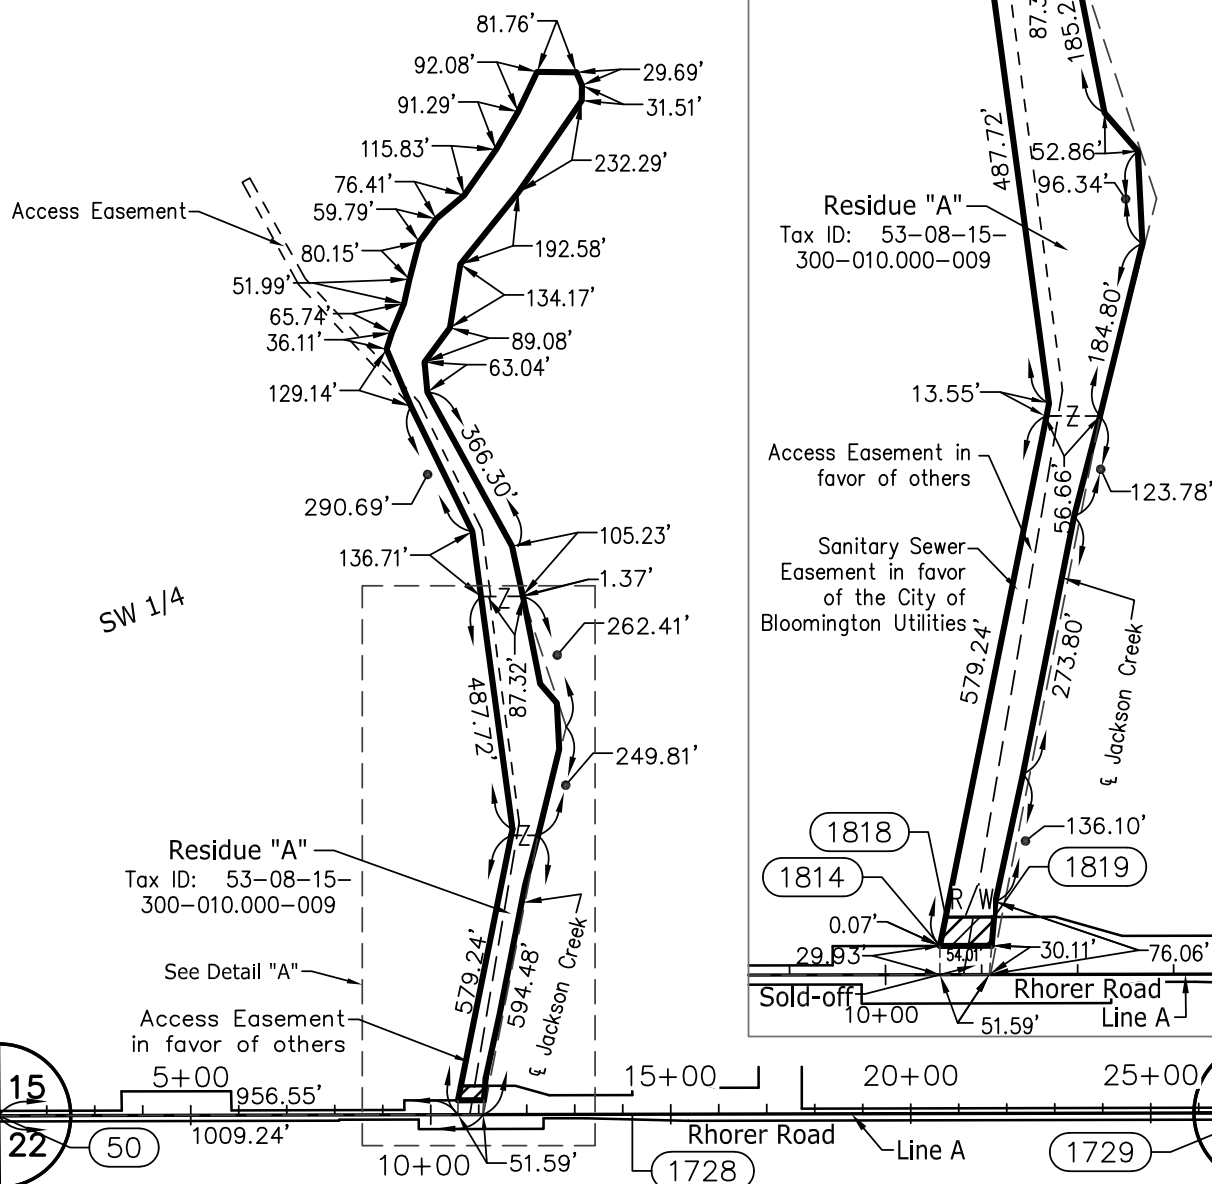 81.76'
92.08'
29.69'
91.29'
31.51'
115.83'
232.29'
76.41'
59.79'
Access Easement
80.15'
192.58'
51.99'
134.17'
65.74'
36.11'
89.08'
63.04'
129.14'
366.30'
290.69'
105.23'
136.71'
1.37'
Z
SW 1/4
262.41'
87.32'
487.72'
249.81'
Z
Residue "A"
Tax ID: 53-08-15-
300-010.000-009
See Detail "A"
579.24'
594.48'
℄ Jackson Creek
Access Easement
in favor of others
15
22
5+00
956.55'
1009.24'
50
10+00
51.59'
15+00
1728
Rhorer Road
Line A
20+00
25+00
1729
87.3
185.2
487.72'
52.86'
96.34'
Residue "A"
Tax ID: 53-08-15-
300-010.000-009
184.80'
13.55'
Z
Access Easement in
favor of others
56.66'
123.78'
Sanitary Sewer
Easement in favor
of the City of
Bloomington Utilities
579.24'
273.80'
℄ Jackson Creek
1818
136.10'
1814
1819
R W
0.07'
29.93'
54.01'
30.11'
76.06'
Sold-off
Rhorer Road
10+00
51.59'
Line A